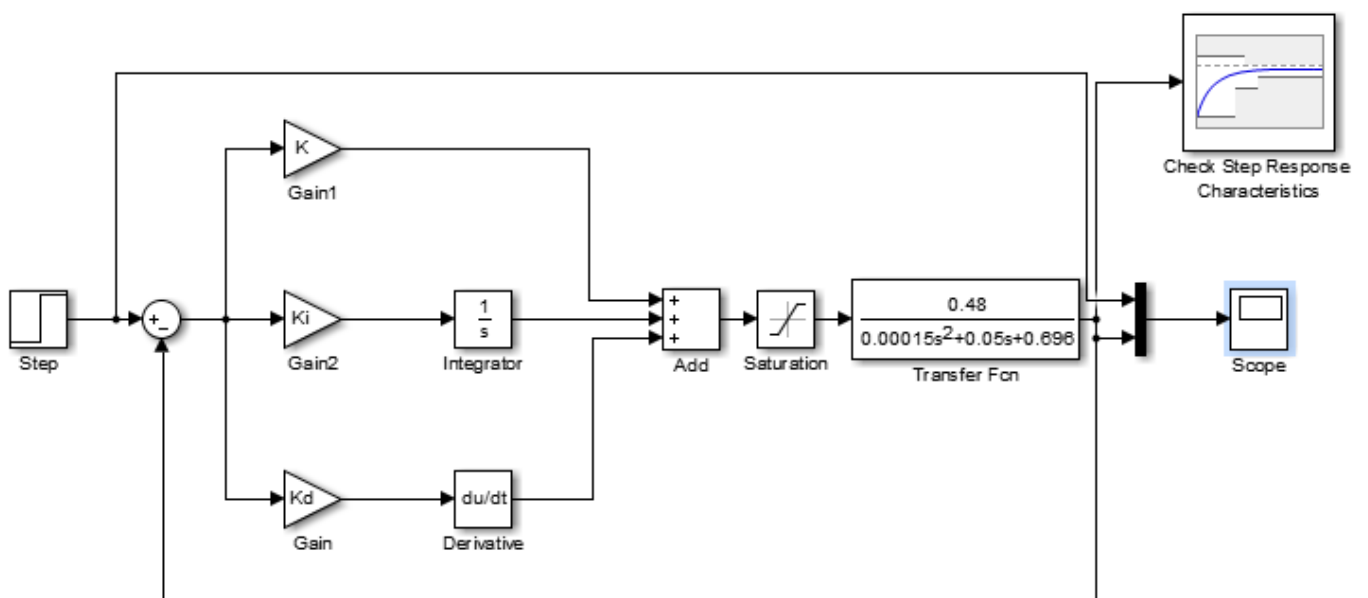 Check Step Response
Characteristics
K
Gain1
Step
+
-
Ki
Gain2
1
s
Integrator
+
+
+
Add
Saturation
0.48
0.00015s2+0.05s+0.696
Transfer Fcn
Scope
Kd
Gain
du/dt
Derivative